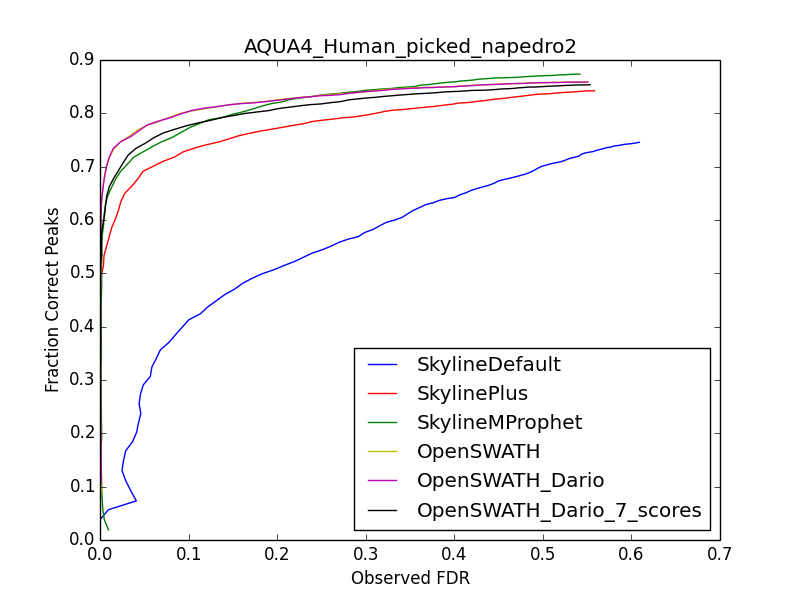 AQUA4_Human_picked_napedro2
Fraction Correct Peaks
0.9
0.8
0.7
0.6
0.5
0.4
0.3
0.2
0.1
0.0
SkylineDefault
SkylinePlus
SkylineMProphet
OpenSWATH
OpenSWATH_Dario
OpenSWATH_Dario_7_scores
0.0 0.1 0.2 0.3 0.4 0.5 0.6 0.7
Observed FDR